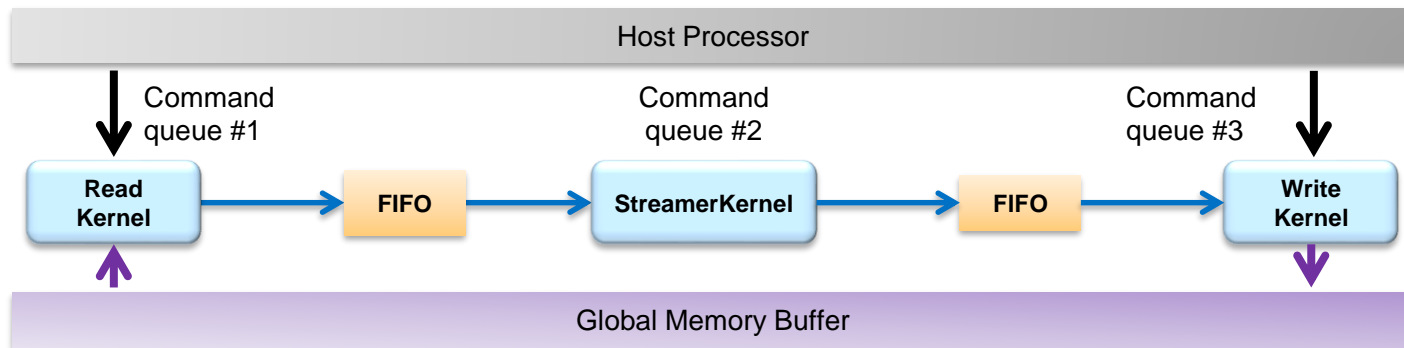 Host Processor
Command
queue #1
Command
queue #2
Command
queue #3
Read
Kernel
FIFO
StreamerKernel
FIFO
Write
Kernel
Global Memory Buffer